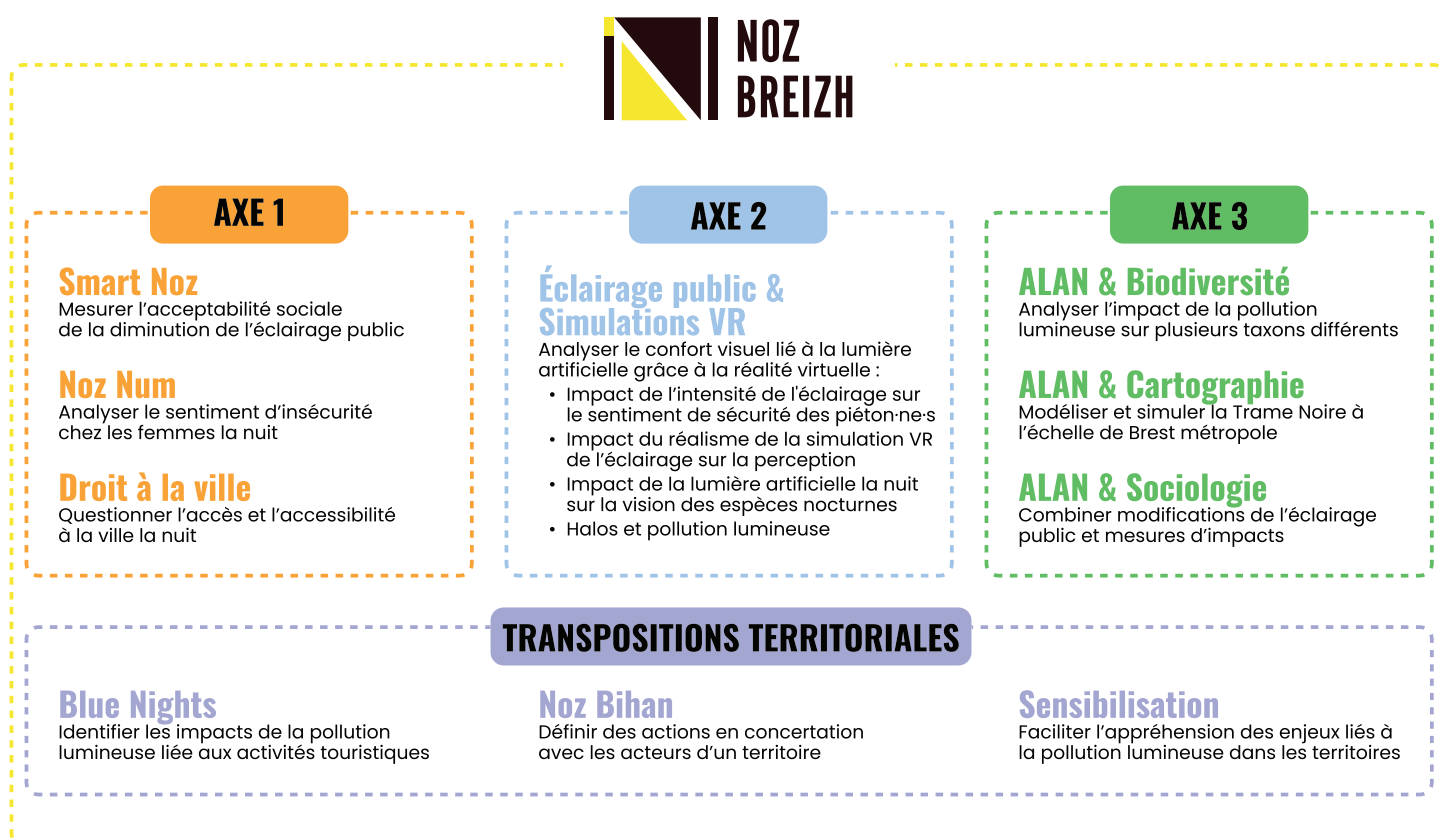 NOZ
BREIZH
AXE 1
Smart Noz
Mesurer l’acceptabilité sociale
de la diminution de l’éclairage public
Noz Num
Analyser le sentiment d’insécurité
chez les femmes la nuit
Droit à la ville
Questionner l’accès et l’accessibilité
à la ville la nuit
AXE 2
Éclairage public &
Simulations VR
Analyser le confort visuel lié à la lumière
artificielle grâce à la réalité virtuelle :
• Impact de l’intensité de l'éclairage sur
le sentiment de sécurité des piéton·ne·s
• Impact du réalisme de la simulation VR
de l’éclairage sur la perception
• Impact de la lumière artificielle la nuit
sur la vision des espèces nocturnes
• Halos et pollution lumineuse
AXE 3
ALAN & Biodiversité
Analyser l’impact de la pollution
lumineuse sur plusieurs taxons différents
ALAN & Cartographie
Modéliser et simuler la Trame Noire à
l’échelle de Brest métropole
ALAN & Sociologie
Combiner modifications de l’éclairage
public et mesures d’impacts
TRANSPOSITIONS TERRITORIALES
Blue Nights
Identifier les impacts de la pollution
lumineuse liée aux activités touristiques
Noz Bihan
Définir des actions en concertation
avec les acteurs d’un territoire
Sensibilisation
Faciliter l’appréhension des enjeux liés à
la pollution lumineuse dans les territoires